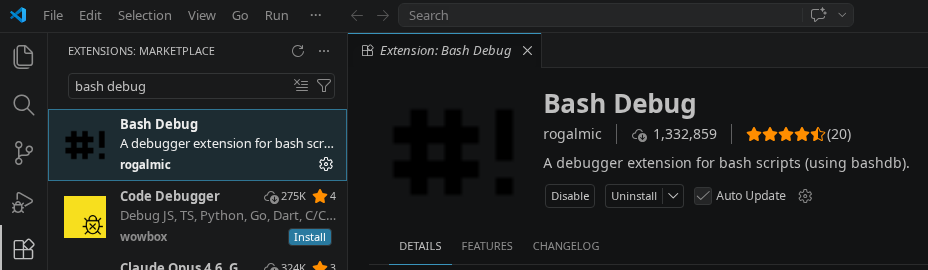 File Edit Selection View Go Run ··· Search
EXTENSIONS: MARKETPLACE ···
Extension: Bash Debug
bash debug
Bash Debug
A debugger extension for bash scr...
rogalmic
Code Debugger 275K 4
Debug JS, TS, Python, Go, Dart, C/C...
wowbox Install
Claude Opus 4.6, G 324K 3
#!
Bash Debug
rogalmic 1,332,859 (20)
A debugger extension for bash scripts (using bashdb).
Disable Uninstall Auto Update
DETAILS FEATURES CHANGELOG